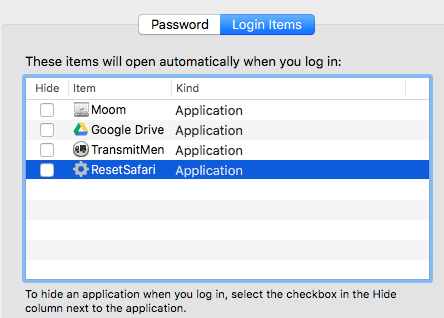 Password Login Items
These items will open automatically when you log in:
Hide Item Kind
Moom Application
Google Drive Application
TransmitMen Application
ResetSafari Application
To hide an application when you log in, select the checkbox in the Hide
column next to the application.